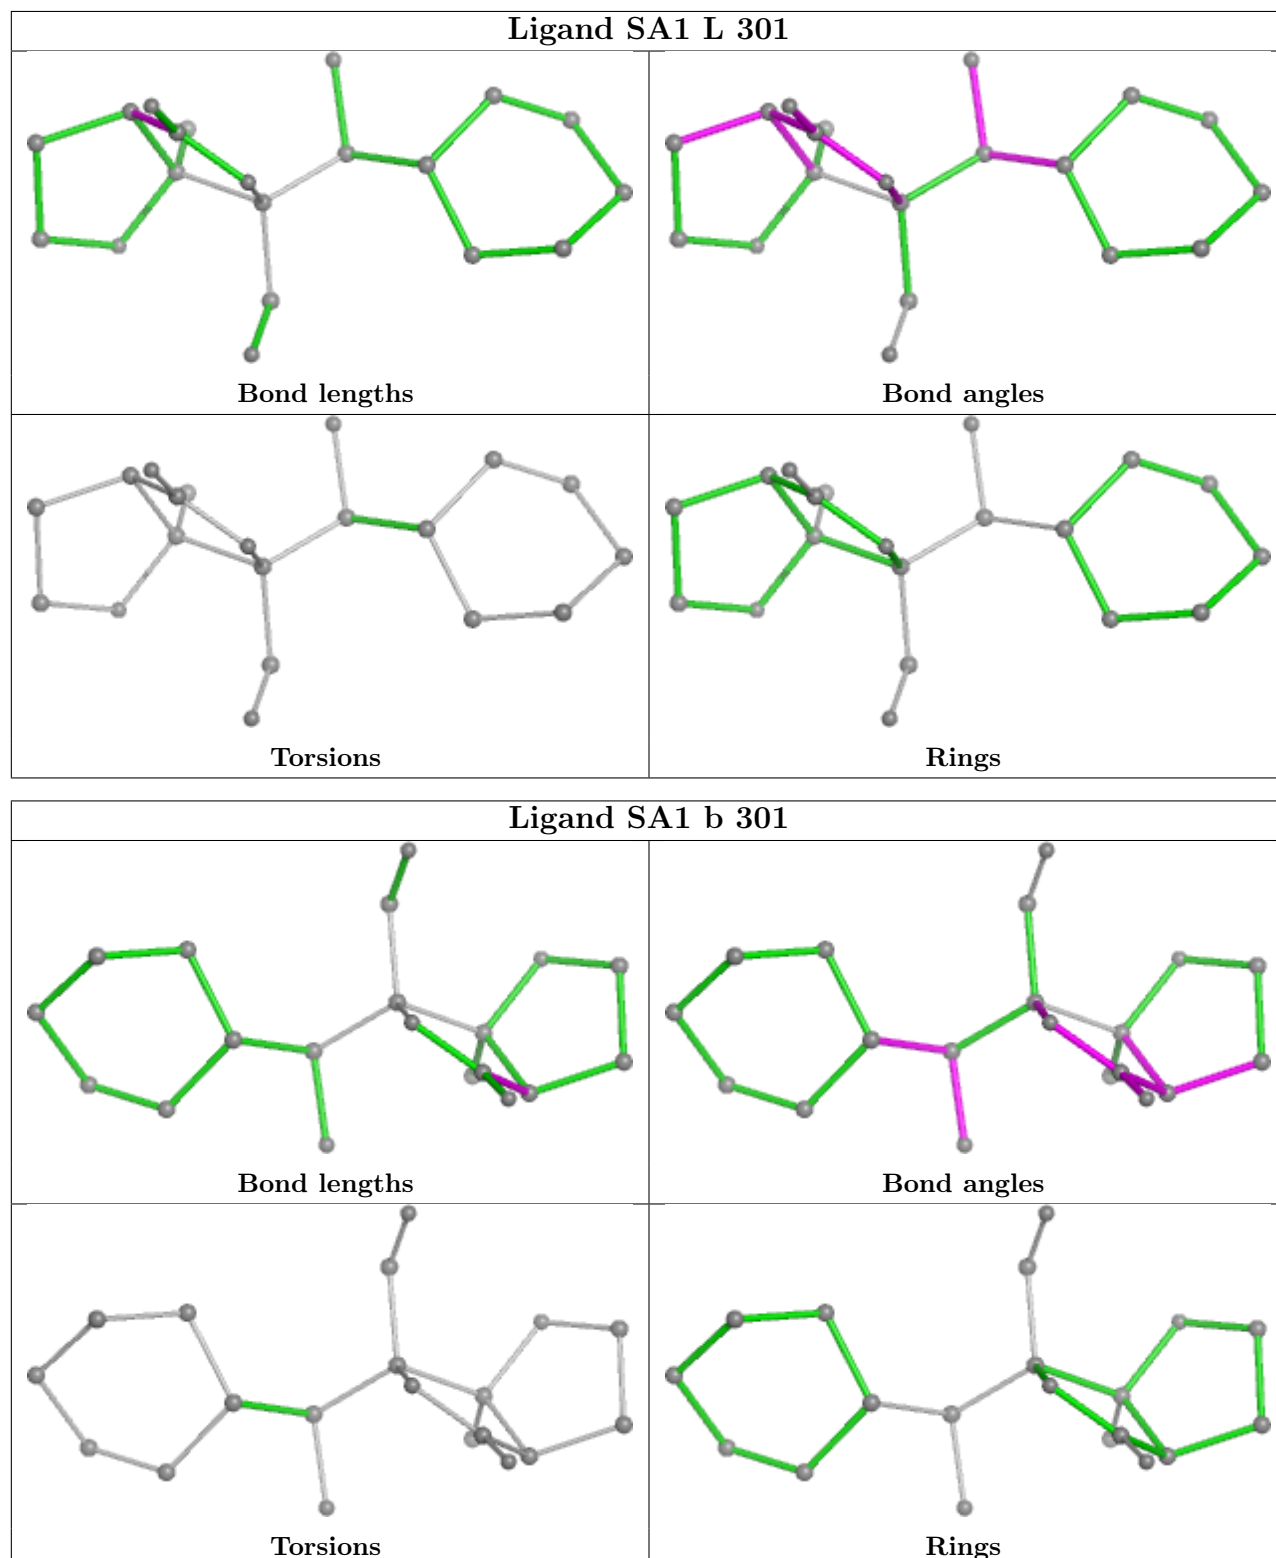 Ligand SA1 L 301
Bond lengths
Bond angles
Torsions
Rings
Ligand SA1 b 301
Bond lengths
Bond angles
Torsions
Rings